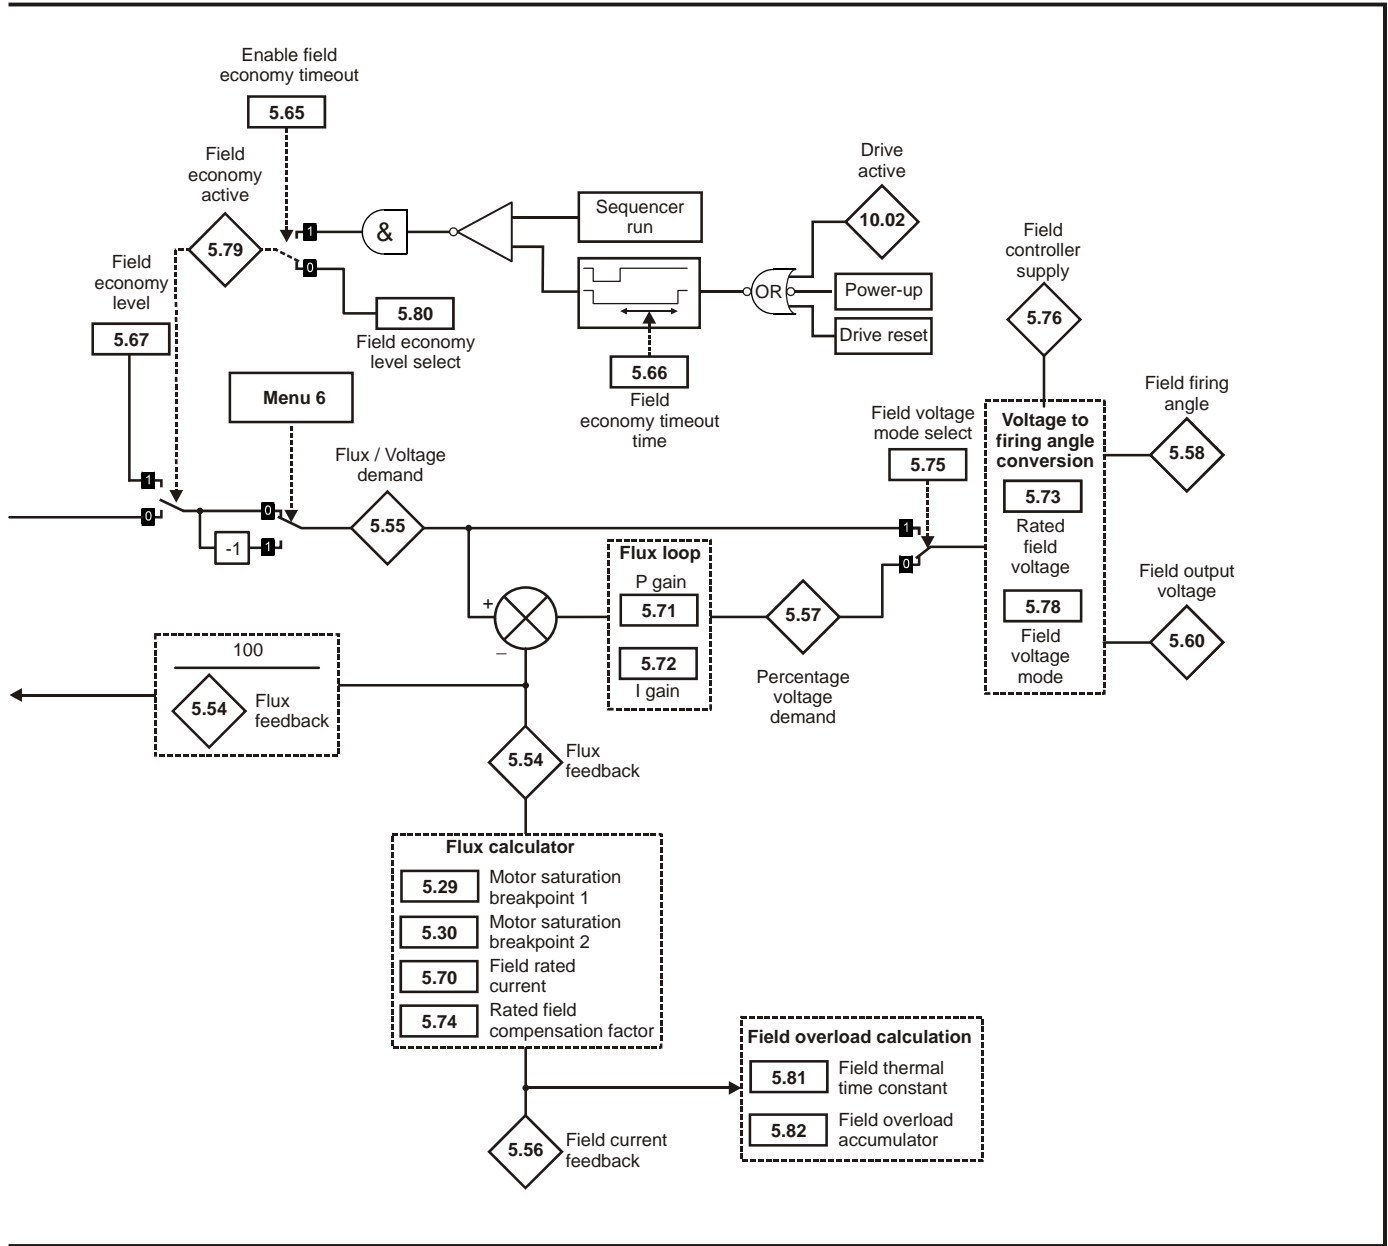 Enable field
economy timeout
5.65
Field
economy
active
5.79
1
0
&
Sequencer
run
Drive
active
10.02
OR
Power-up
Drive reset
Field
controller
supply
5.76
Field
economy
level
5.67
5.80
Field economy
level select
5.66
Field
economy timeout
time
Menu 6
1
0
-1
0
1
Flux / Voltage
demand
5.55
Field voltage
mode select
5.75
1
0
Voltage to
firing angle
conversion
5.73
Rated
field
voltage
5.78
Field
voltage
mode
Field firing
angle
5.58
Field output
voltage
5.60
+
–
Flux loop
P gain
5.71
5.72
I gain
5.57
Percentage
voltage
demand
100
5.54
Flux
feedback
5.54
Flux
feedback
Flux calculator
5.29
Motor saturation
breakpoint 1
5.30
Motor saturation
breakpoint 2
5.70
Field rated
current
5.74
Rated field
compensation factor
Field overload calculation
5.81
Field thermal
time constant
5.82
Field overload
accumulator
5.56
Field current
feedback